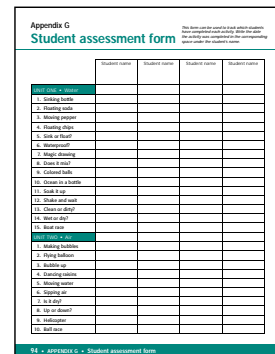 Appendix G
Student assessment form
This form can be used to track which students
have completed each activity. Write the date
the activity was completed in the corresponding
space under the student's name.
Student name Student name Student name Student name
UNIT ONE • Water
1. Sinking bottle
2. Floating soda
3. Moving pepper
4. Floating chips
5. Sink or float?
6. Waterproof?
7. Magic drawing
8. Does it mix?
9. Colored balls
10. Ocean in a bottle
11. Soak it up
12. Shake and wait
13. Clean or dirty?
14. Wet or dry?
15. Boat race
UNIT TWO • Air
1. Making bubbles
2. Flying balloon
3. Bubble-up
4. Dancing raisins
5. Moving water
6. Sipping air
7. Is it dry?
8. Up or down?
9. Helicopter
10. Ball race
94 • APPENDIX G • Student assessment form